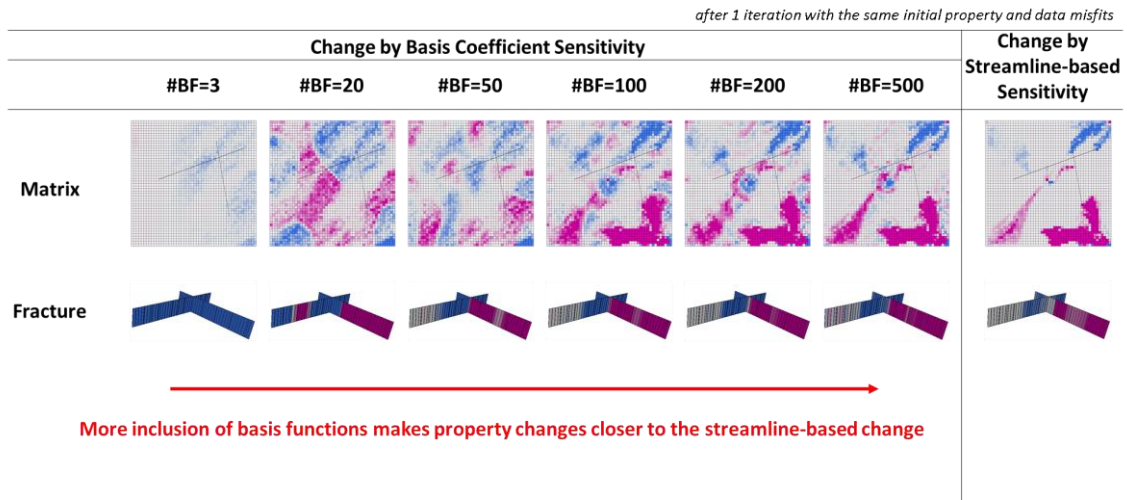 after 1 iteration with the same initial property and data misfits
Change by Basis Coefficient Sensitivity
Change by
Streamline-based
Sensitivity
#BF=3 #BF=20 #BF=50 #BF=100 #BF=200 #BF=500
Matrix
Fracture
More inclusion of basis functions makes property changes closer to the streamline-based change